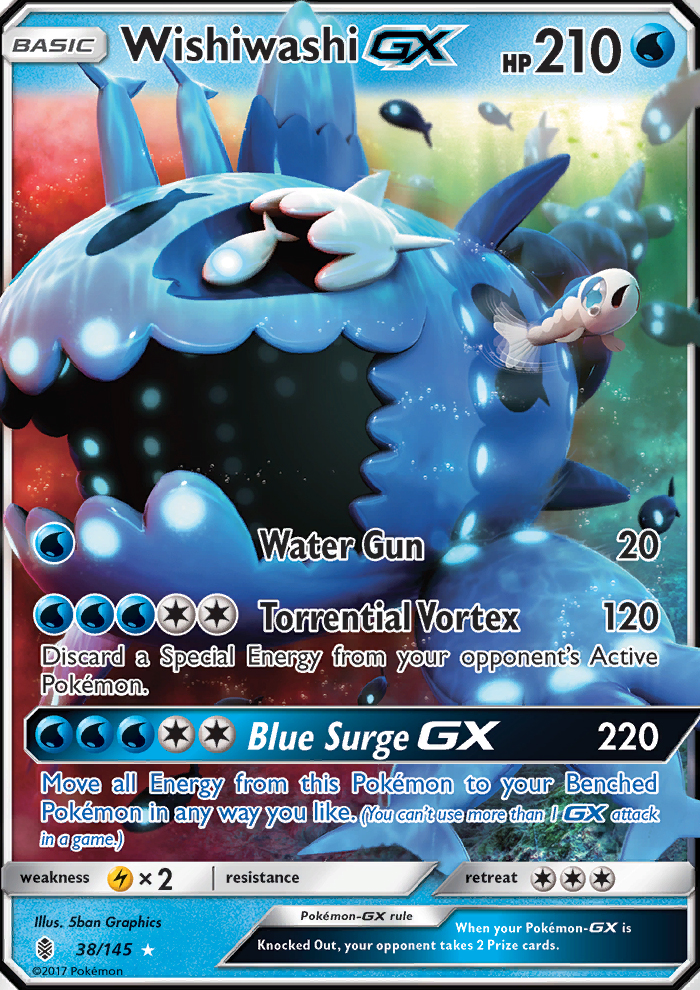 BASIC Wishiwashi GX HP 210
Water Gun 20
Torrential Vortex 120
Discard a Special Energy from your opponent's Active
Pokémon.
Blue Surge GX 220
Move all Energy from this Pokémon to your Benched
Pokémon in any way you like. (You can't use more than 1 GX attack
in a game.)
weakness ×2 resistance retreat
Illus. 5ban Graphics
38/145
©2017 Pokémon
Pokémon-GX rule
When your Pokémon-GX is
Knocked Out, your opponent takes 2 Prize cards.